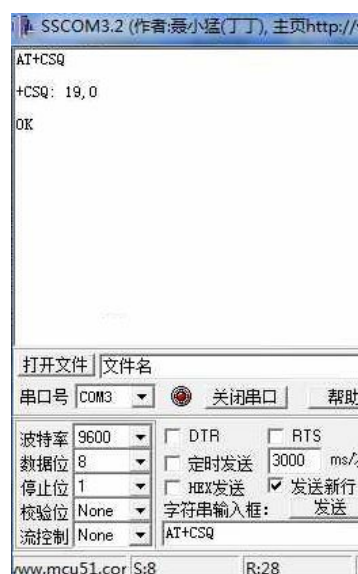 SSCOM3.2 (作者:聂小猛(丁丁), 主页http://
AT+CSQ
+CSQ: 19,0
OK
打开文件 文件名
串口号 COM3 关闭串口 帮助
波特率 9600 DTR RTS
数据位 8 定时发送 3000 ms/
停止位 1 HEX发送 发送新行
校验位 None 字符串输入框: 发送
流控制 None AT+CSQ
www.mcu51.cor S:8 R:28